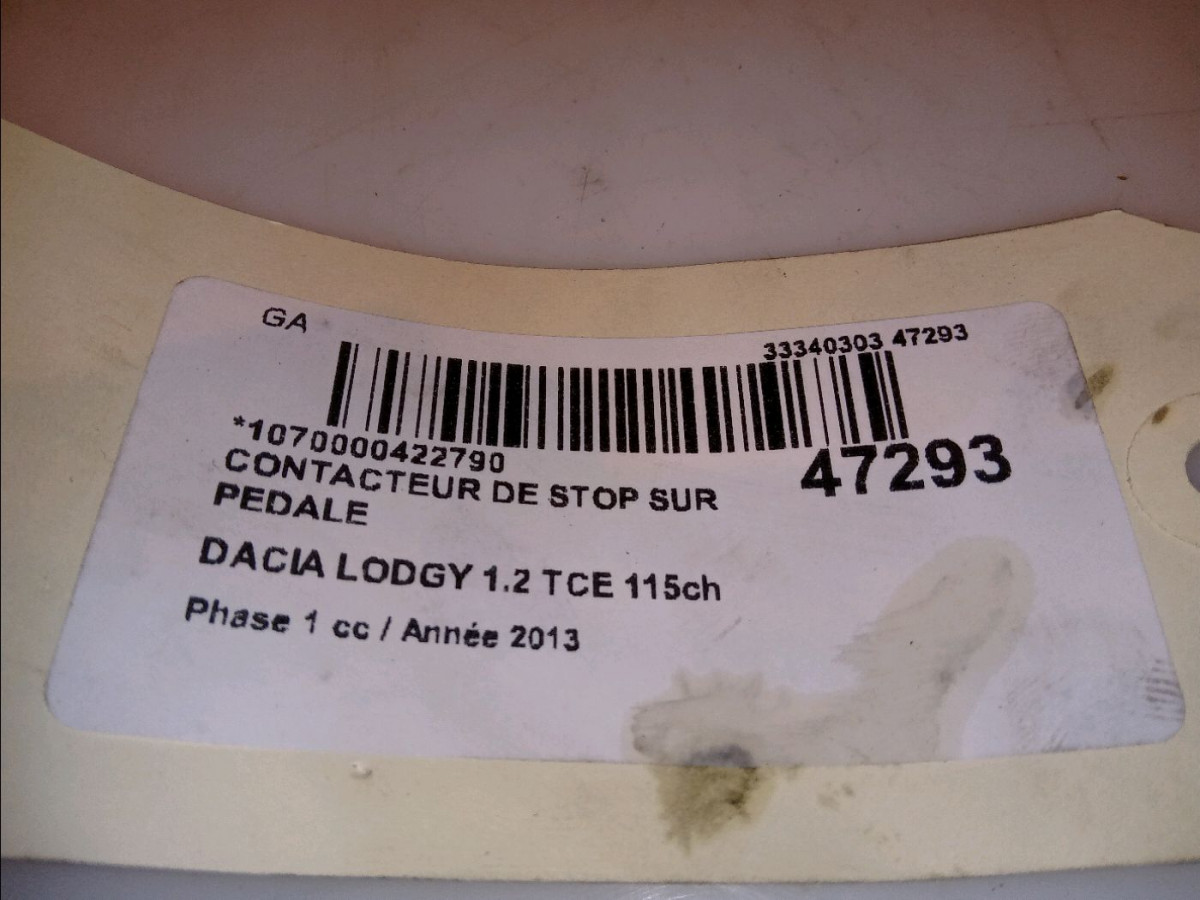 GA
33340303 47293
*1070000422790
47293
CONTACTEUR DE STOP SUR
PEDALE
DACIA LODGY 1.2 TCE 115ch
Phase 1 cc / Année 2013